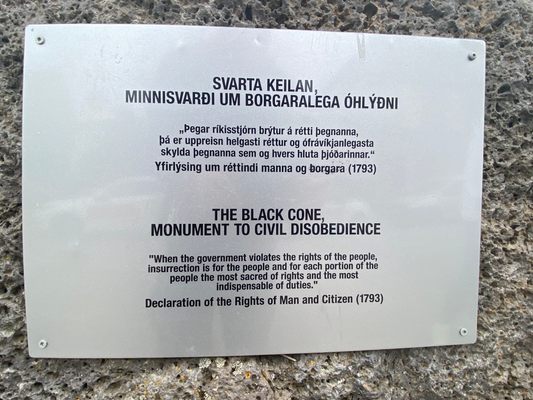 SVARTA KEILAN,
MINNISVARÐI UM BORGARALEGA ÓHLÝÐNI
„Þegar ríkisstjórn brýtur á rétti þegnanna,
þá er uppreisn helgasti réttur og ófrávíkjanlegasta
skylda þegnanna sem og hvers hluta þjóðarinnar.“
Yfirlýsing um réttindi manna og borgara (1793)
THE BLACK CONE,
MONUMENT TO CIVIL DISOBEDIENCE
"When the government violates the rights of the people,
insurrection is for the people and for each portion of the
people the most sacred of rights and the most
indispensable of duties."
Declaration of the Rights of Man and Citizen (1793)